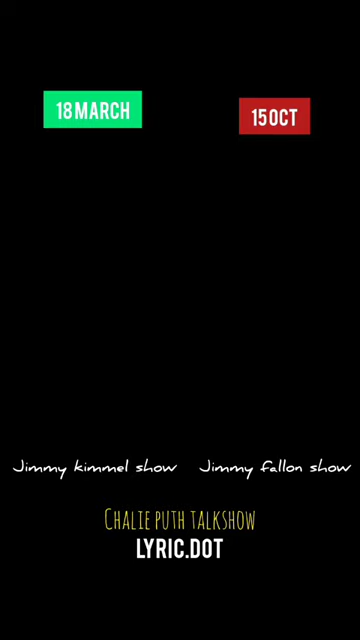 18 MARCH
15 OCT
Jimmy kimmel show
Jimmy fallon show
CHALIE PUTH TALKSHOW
LYRIC.DOT